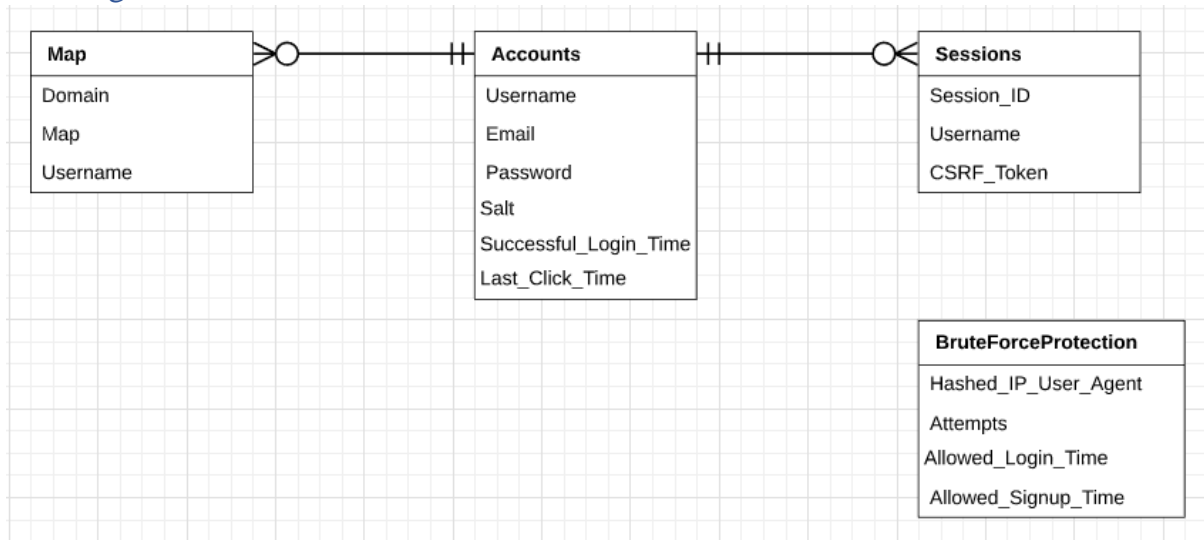 Map
Domain
Map
Username
Accounts
Username
Email
Password
Salt
Successful_Login_Time
Last_Click_Time
Sessions
Session_ID
Username
CSRF_Token
BruteForceProtection
Hashed_IP_User_Agent
Attempts
Allowed_Login_Time
Allowed_Signup_Time